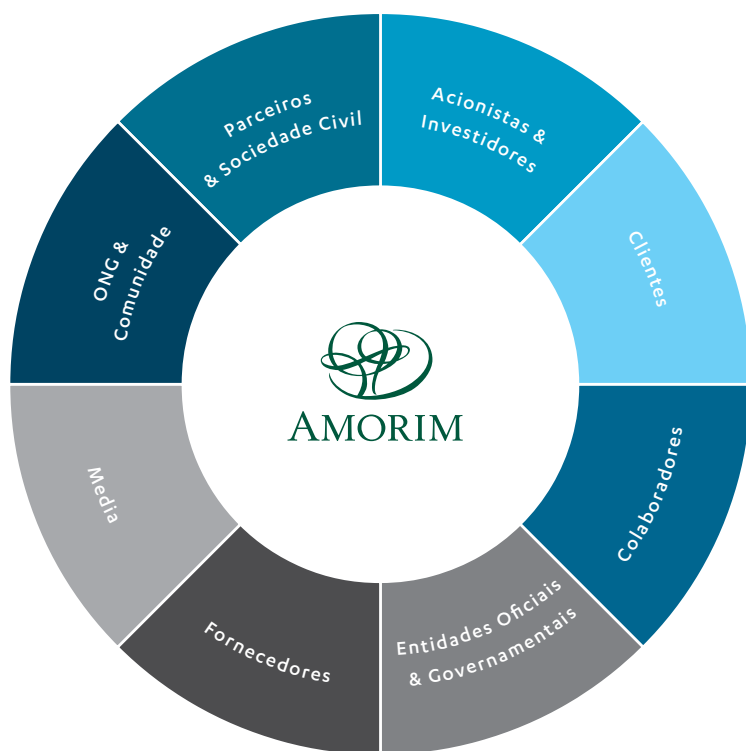 Parceiros
& Sociedade Civil
Acionistas &
Investidores
Clientes
Colaboradores
Entidades Oficiais
& Governamentais
Fornecedores
Media
ONG &
Comunidade
AMORIM